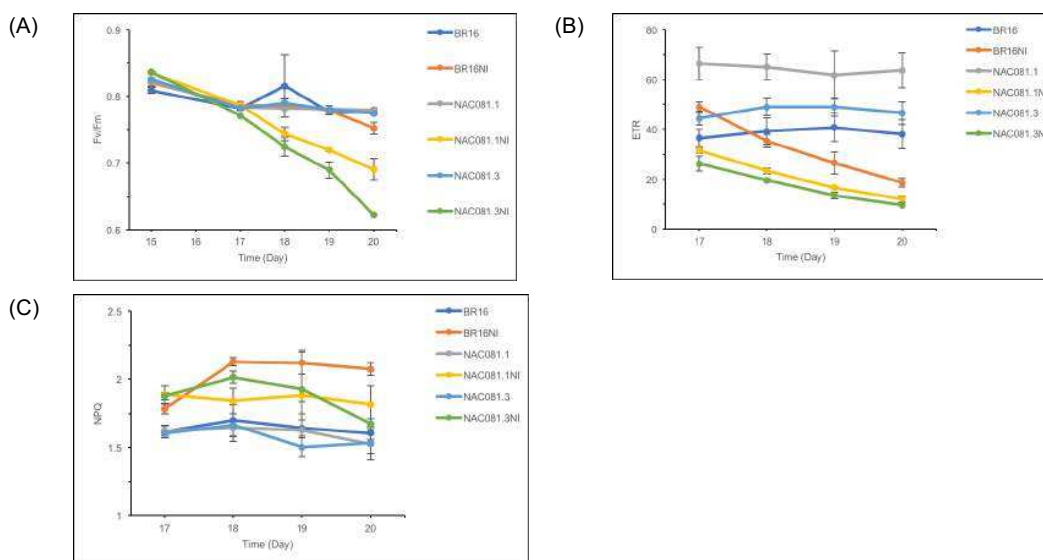 (A)
0.9
0.8
0.7
0.6
Fv/Fm
15 16 17 18 19 20
Time (Day)
BR16
BR16NI
NAC081.1
NAC081.1NI
NAC081.3
NAC081.3NI
(B)
80
60
40
20
0
ETR
17 18 19 20
Time (Day)
BR16
BR16NI
NAC081.1
NAC081.1N
NAC081.3
NAC081.3N
(C)
2.5
2
1.5
1
NPQ
17 18 19 20
Time (Day)
BR16
BR16NI
NAC081.1
NAC081.1NI
NAC081.3
NAC081.3NI